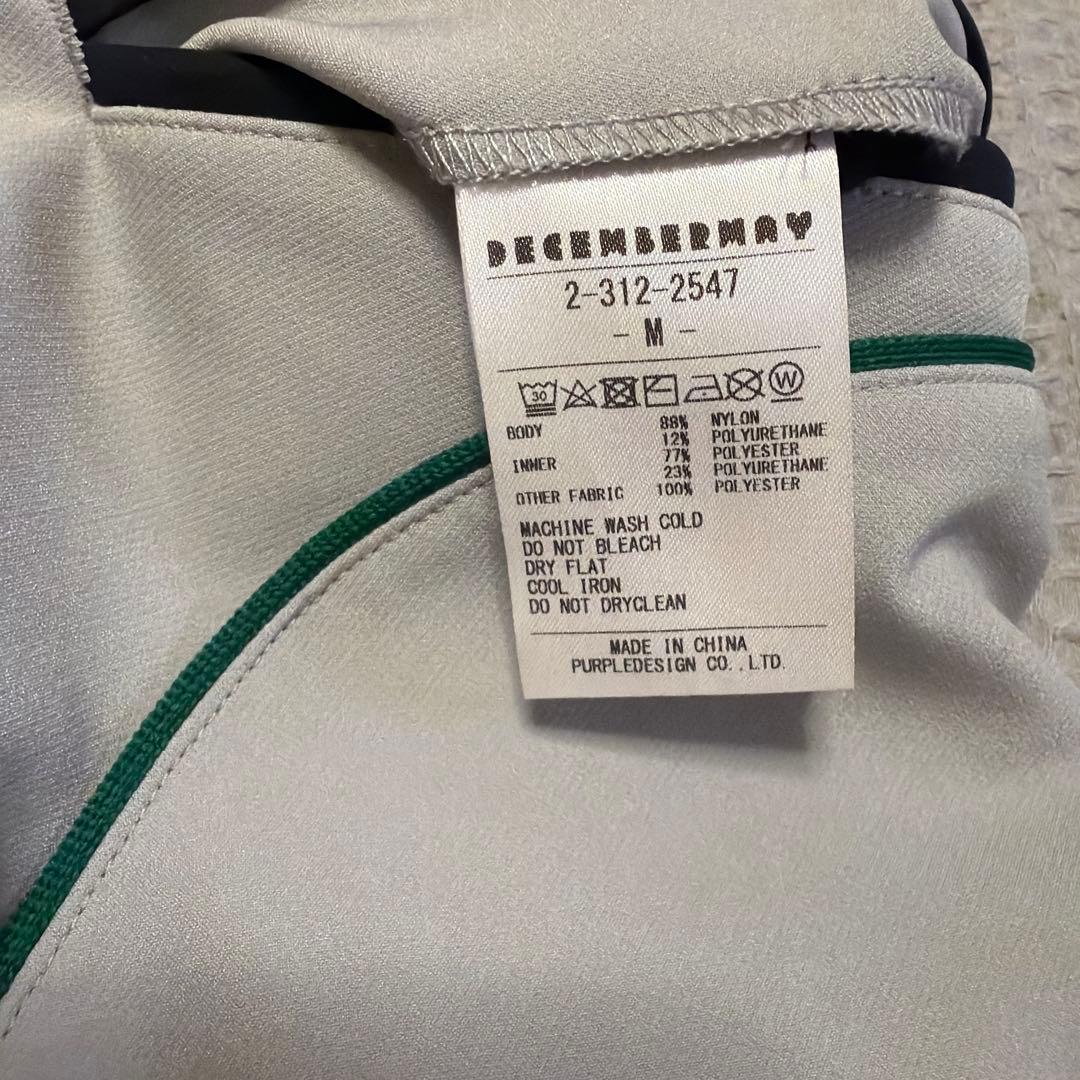 DECEMBERMAY
2-312-2547
- M -
30 W
BODY 88% NYLON
12% POLYURETHANE
INNER 77% POLYESTER
23% POLYURETHANE
OTHER FABRIC 100% POLYESTER
MACHINE WASH COLD
DO NOT BLEACH
DRY FLAT
COOL IRON
DO NOT DRYCLEAN
MADE IN CHINA
PURPLEDESIGN CO.,LTD.